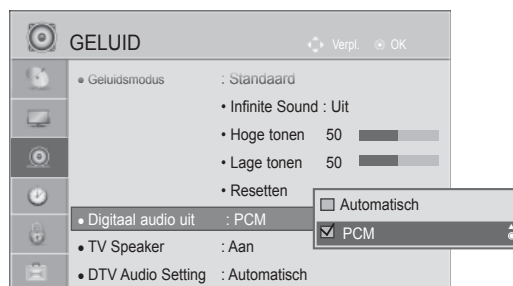 GELUID Verpl. OK
● Geluidsmodus : Standaard
• Infinite Sound : Uit
• Hoge tonen 50
• Lage tonen 50
• Resetten
● Digitaal audio uit : PCM
Automatisch
PCM
● TV Speaker : Aan
● DTV Audio Setting : Automatisch